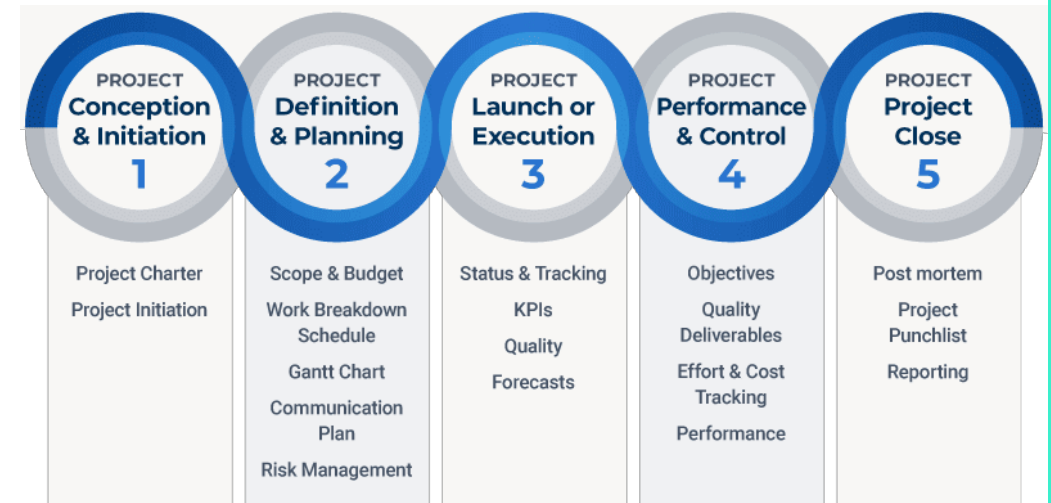 PROJECT
Conception
& Initiation
1
PROJECT
Definition
& Planning
2
PROJECT
Launch or
Execution
3
PROJECT
Performance
& Control
4
PROJECT
Project
Close
5
Project Charter
Project Initiation
Scope & Budget
Work Breakdown
Schedule
Gantt Chart
Communication
Plan
Risk Management
Status & Tracking
KPIs
Quality
Forecasts
Objectives
Quality
Deliverables
Effort & Cost
Tracking
Performance
Post mortem
Project
Punchlist
Reporting